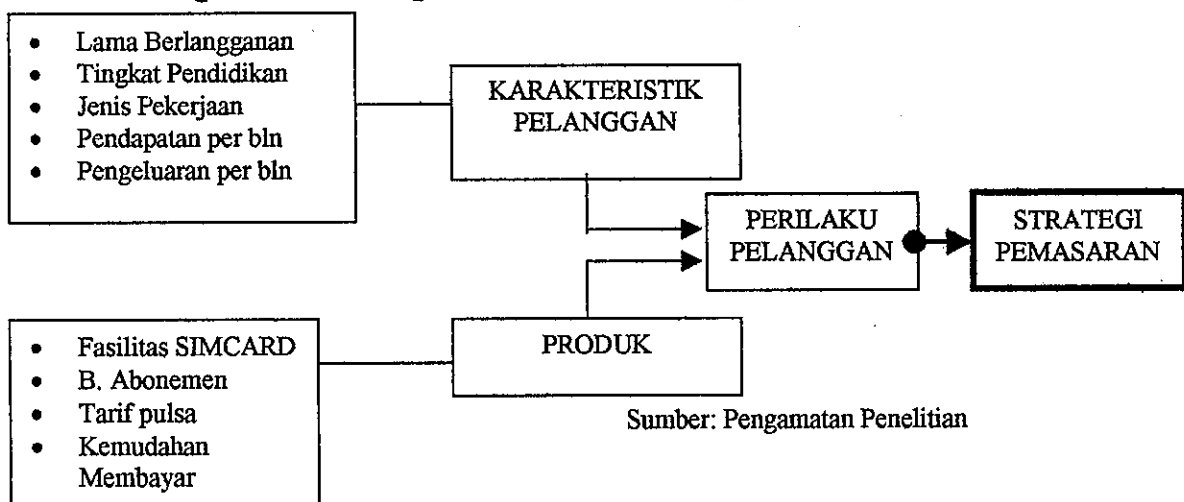 • Lama Berlangganan
• Tingkat Pendidikan
• Jenis Pekerjaan
• Pendapatan per bln
• Pengeluaran per bln
KARAKTERISTIK
PELANGGAN
PERILAKU
PELANGGAN
STRATEGI
PEMASARAN
• Fasilitas SIMCARD
• B. Abonemen
• Tarif pulsa
• Kemudahan
Membayar
PRODUK
Sumber: Pengamatan Penelitian